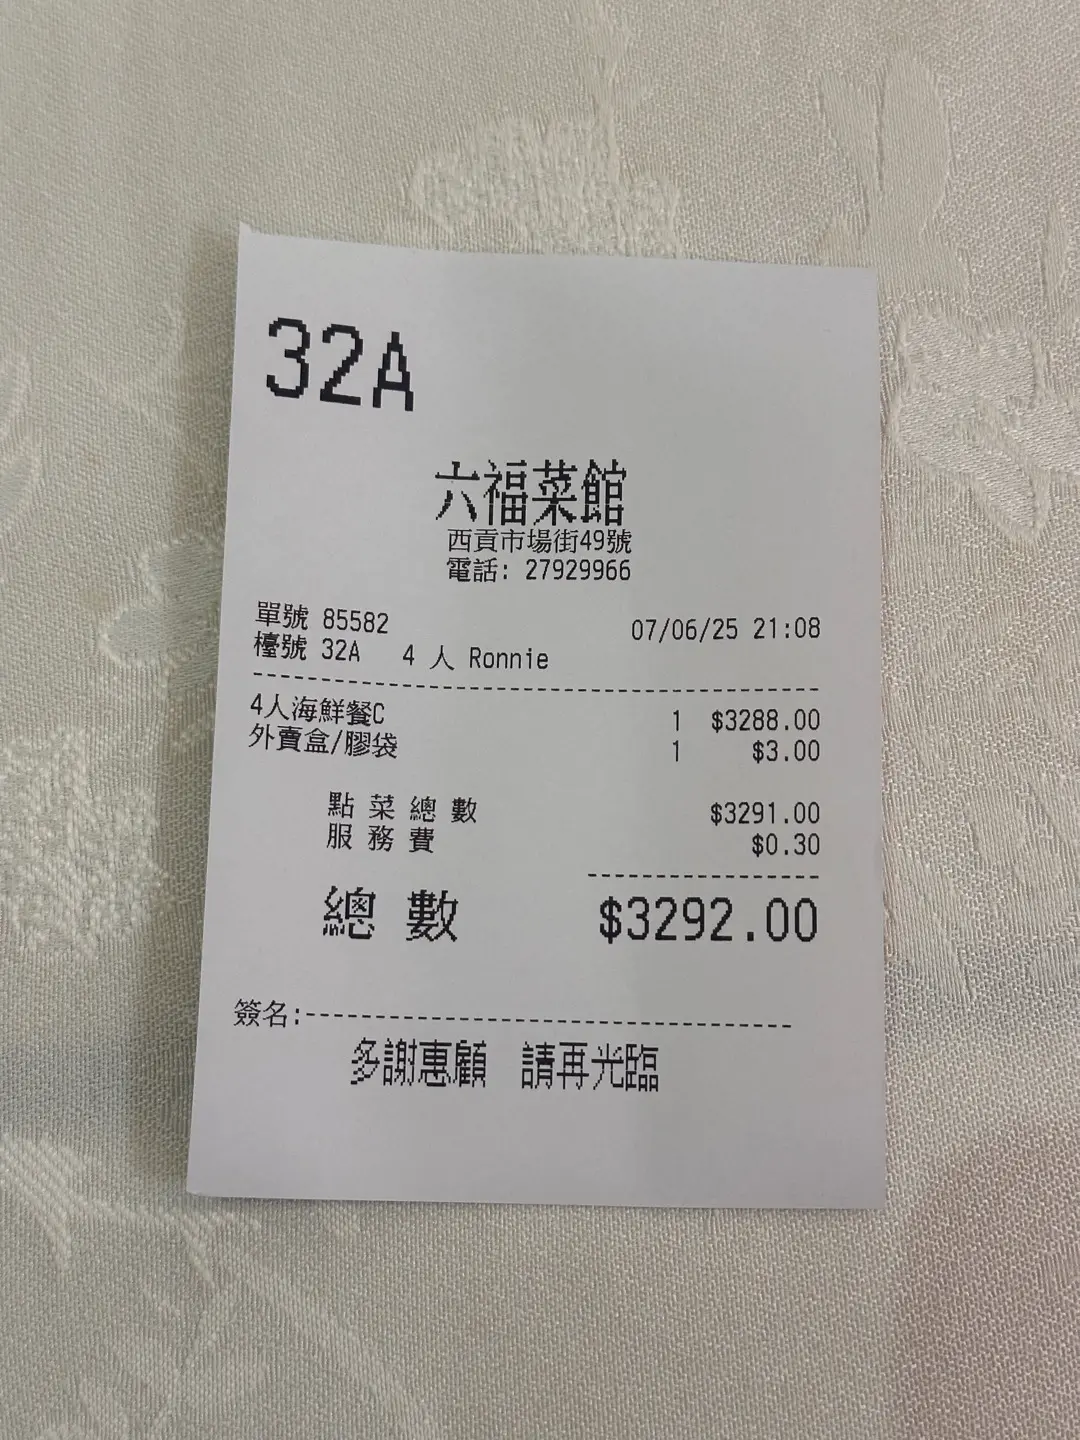 32A
六福菜館
西貢市場街49號
電話: 27929966
單號 85582 07/06/25 21:08
檯號 32A 4 人 Ronnie
4人海鮮餐C 1 $3288.00
外賣盒/膠袋 1 $3.00
點菜總數 $3291.00
服務費 $0.30
總數 $3292.00
簽名:
多謝惠顧 請再光臨